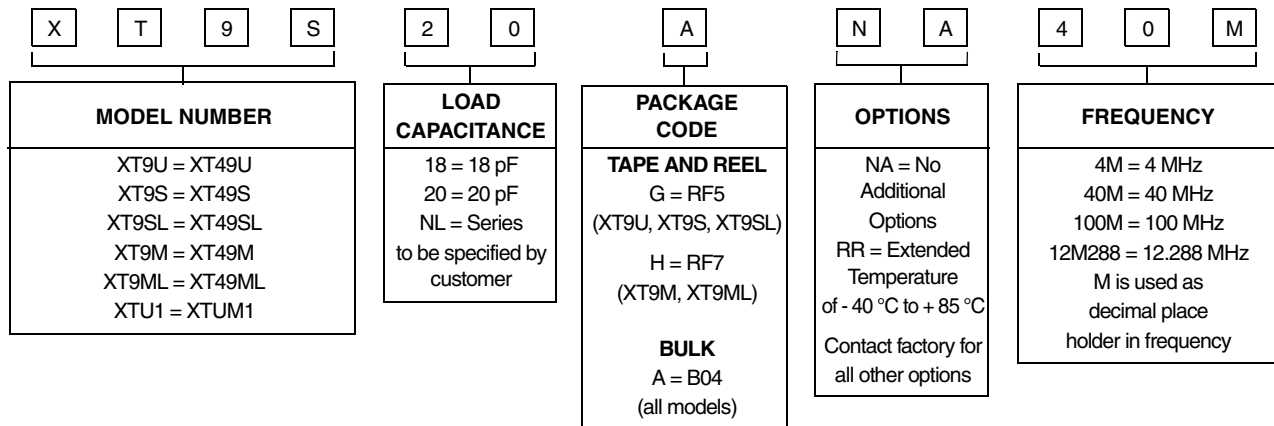 X T 9 S 2 0 A N A 4 0 M
MODEL NUMBER
XT9U = XT49U
XT9S = XT49S
XT9SL = XT49SL
XT9M = XT49M
XT9ML = XT49ML
XTU1 = XTUM1
LOAD
CAPACITANCE
18 = 18 pF
20 = 20 pF
NL = Series
to be specified by
customer
PACKAGE
CODE
TAPE AND REEL
G = RF5
(XT9U, XT9S, XT9SL)
H = RF7
(XT9M, XT9ML)
BULK
A = B04
(all models)
OPTIONS
NA = No
Additional
Options
RR = Extended
Temperature
of - 40 °C to + 85 °C
Contact factory for
all other options
FREQUENCY
4M = 4 MHz
40M = 40 MHz
100M = 100 MHz
12M288 = 12.288 MHz
M is used as
decimal place
holder in frequency